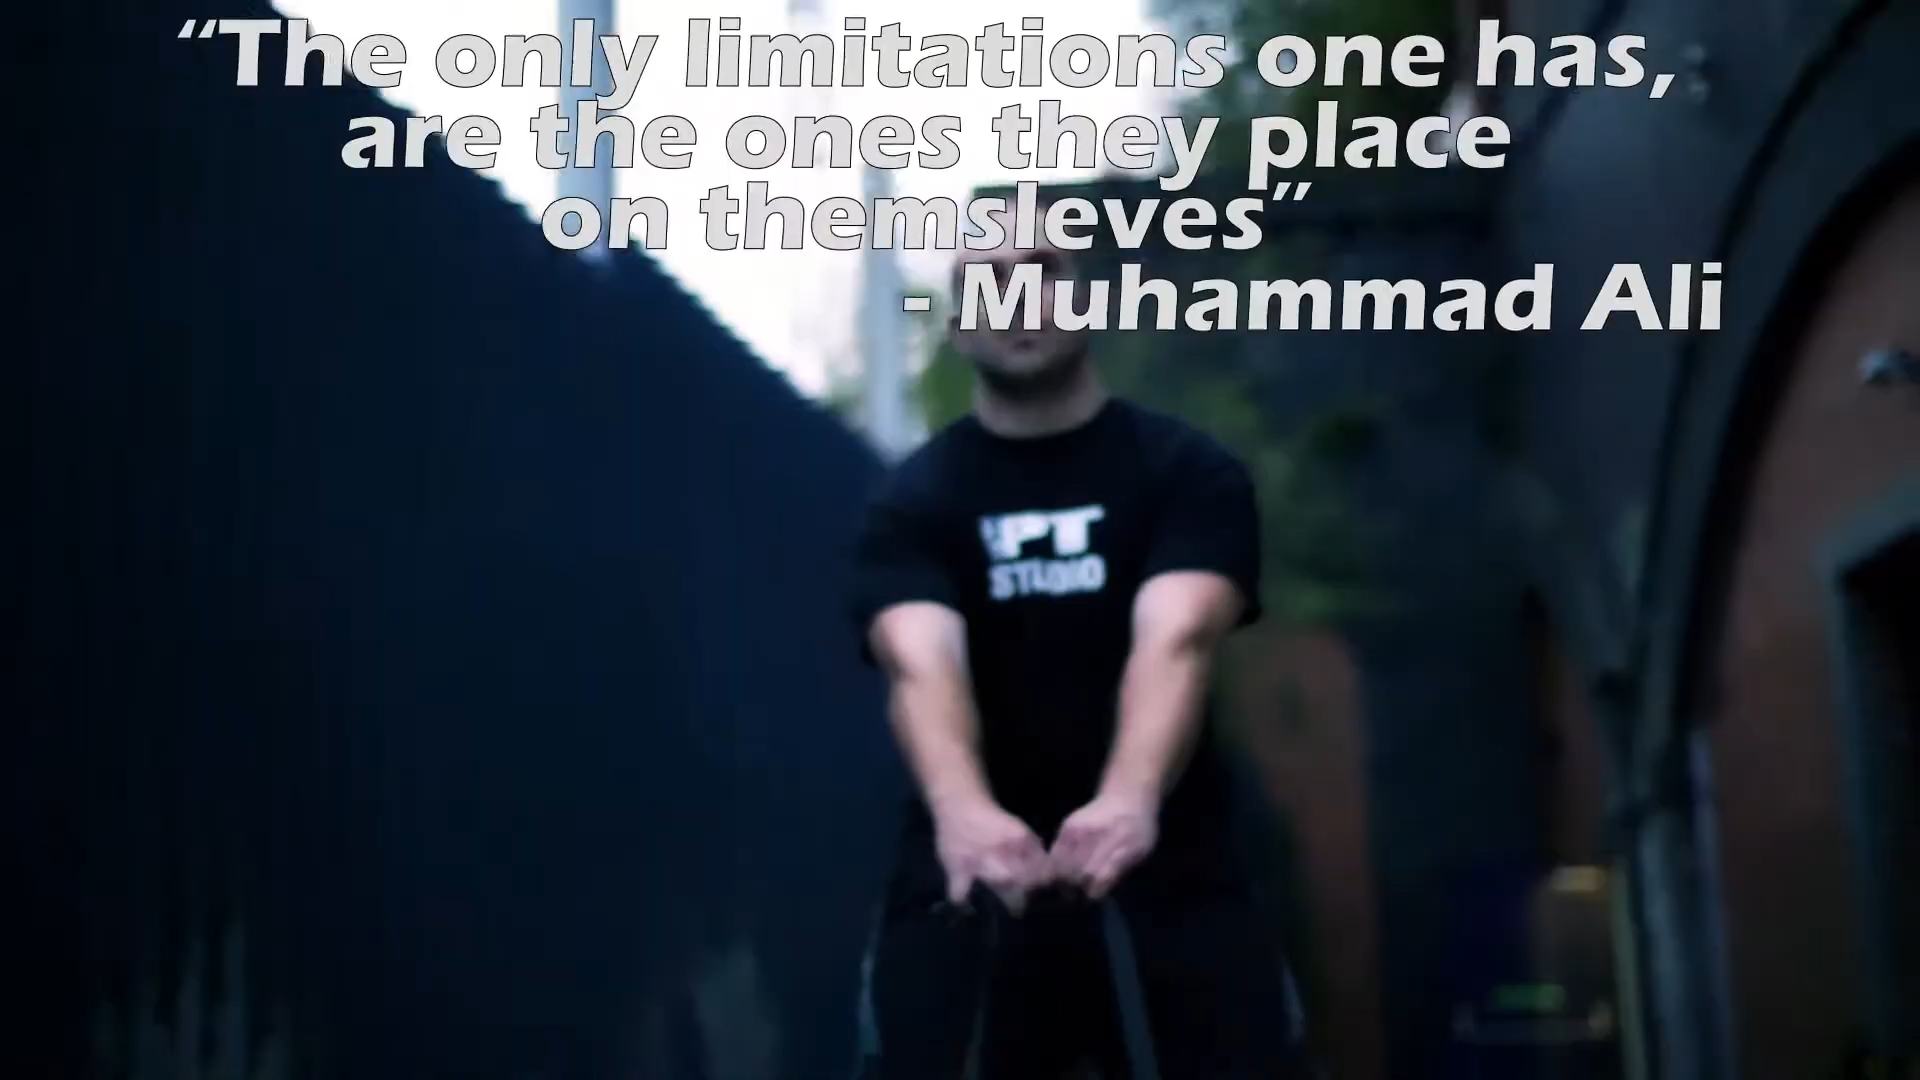 “The only limitations one has,
are the ones they place
on themsleves”
- Muhammad Ali
PT
STUDIO